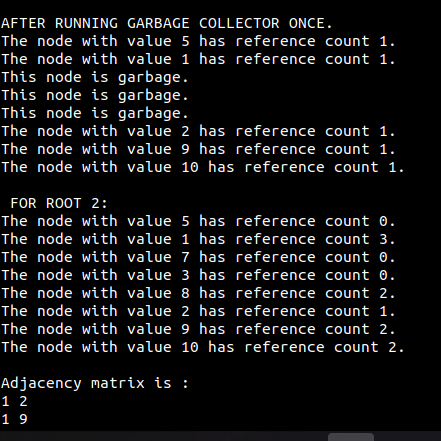 AFTER RUNNING GARBAGE COLLECTOR ONCE.
The node with value 5 has reference count 1.
The node with value 1 has reference count 1.
This node is garbage.
This node is garbage.
This node is garbage.
The node with value 2 has reference count 1.
The node with value 9 has reference count 1.
The node with value 10 has reference count 1.
FOR ROOT 2:
The node with value 5 has reference count 0.
The node with value 1 has reference count 3.
The node with value 7 has reference count 0.
The node with value 3 has reference count 0.
The node with value 8 has reference count 2.
The node with value 2 has reference count 1.
The node with value 9 has reference count 2.
The node with value 10 has reference count 2.
Adjacency matrix is :
1 2
1 9